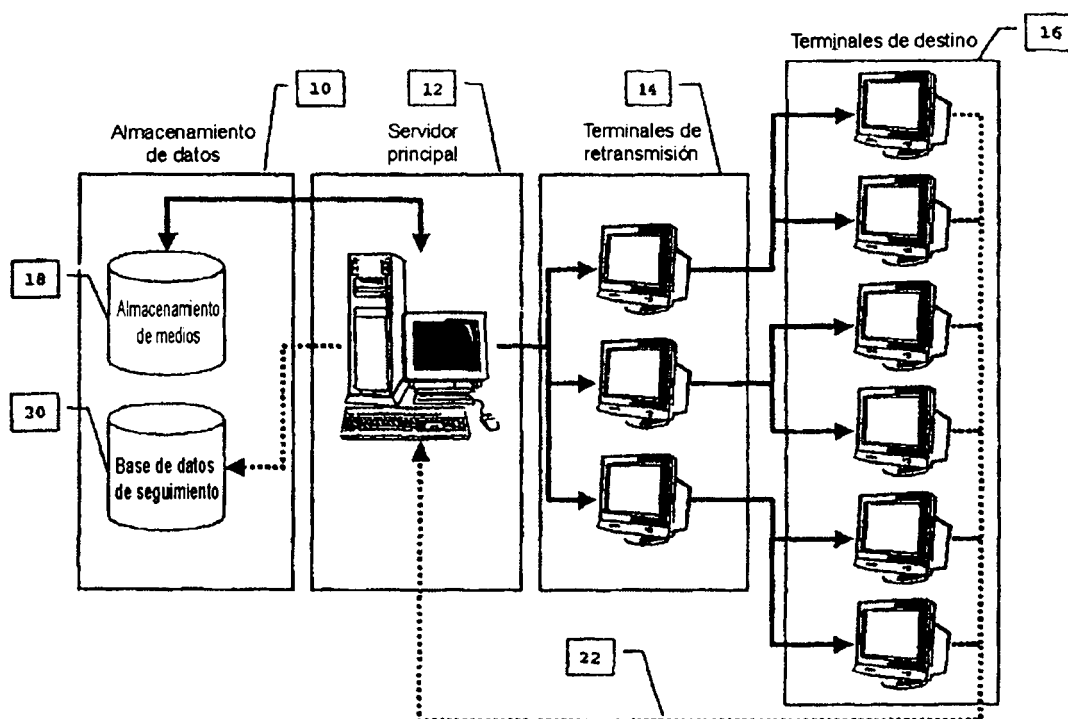 Terminales de destino
16
10
12
14
Almacenamiento
de datos
Servidor
principal
Terminales de
retransmisión
18
Almacenamiento
de medios
30
Base de datos
de seguimiento
22